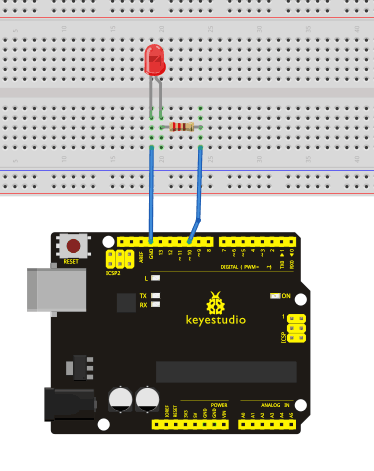 RESET
ICSP2
AREF
GND
13
12
~11
~10
~9
8
7
~6
~5
4
~3
2
TX ▸ 1
RX ◂ 0
DIGITAL ( PWM~ )
L
TX
RX
ON
keyestudio
1
ICSP
POWER
ANALOG IN
IOREF
RESET
3V3
5V
GND
GND
VIN
A0
A1
A2
A3
A4
A5